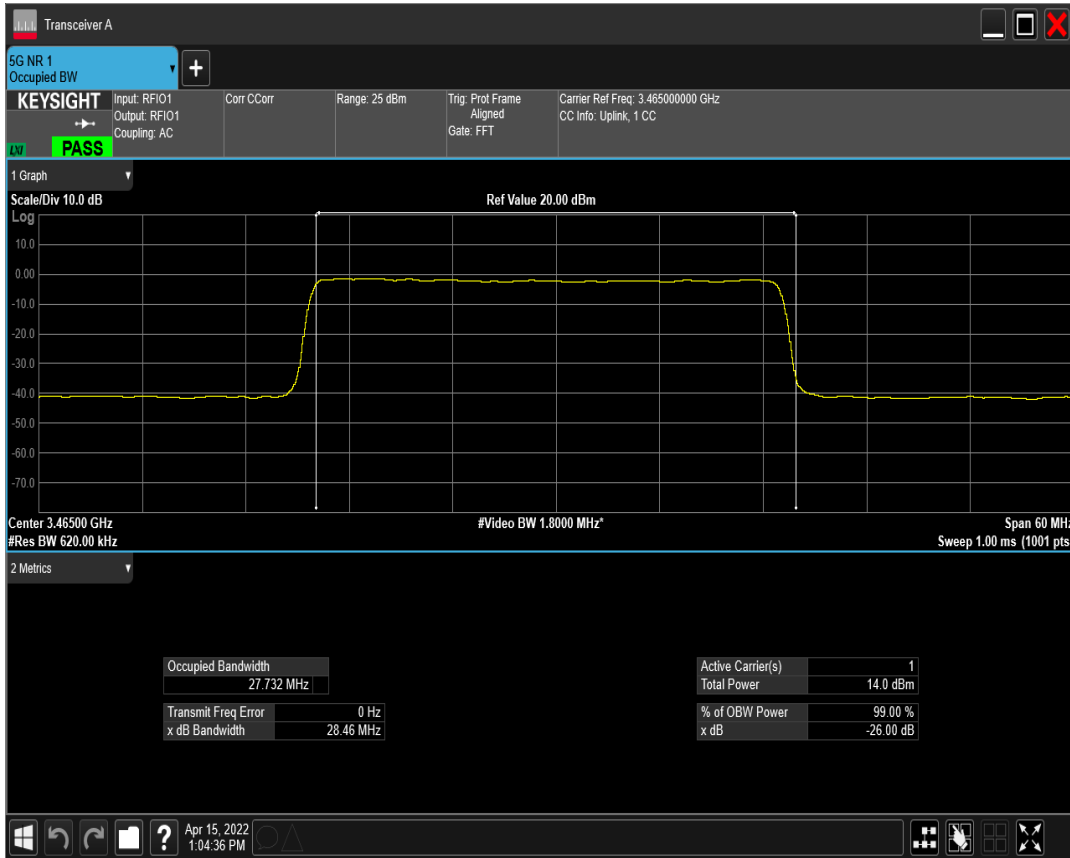 Transceiver A
5G NR 1
Occupied BW
+
KEYSIGHT
LXI
PASS
Input: RFIO1
Output: RFIO1
Coupling: AC
Corr CCorr
Range: 25 dBm
Trig: Prot Frame
Aligned
Gate: FFT
Carrier Ref Freq: 3.465000000 GHz
CC Info: Uplink, 1 CC
1 Graph
Scale/Div 10.0 dB
Ref Value 20.00 dBm
Log
10.0
0.00
-10.0
-20.0
-30.0
-40.0
-50.0
-60.0
-70.0
Center 3.46500 GHz
#Video BW 1.8000 MHz*
Span 60 MHz
#Res BW 620.00 kHz
Sweep 1.00 ms (1001 pts
2 Metrics
Occupied Bandwidth
27.732 MHz
Transmit Freq Error 0 Hz
x dB Bandwidth 28.46 MHz
Active Carrier(s) 1
Total Power 14.0 dBm
% of OBW Power 99.00 %
x dB -26.00 dB
?
Apr 15, 2022
1:04:36 PM